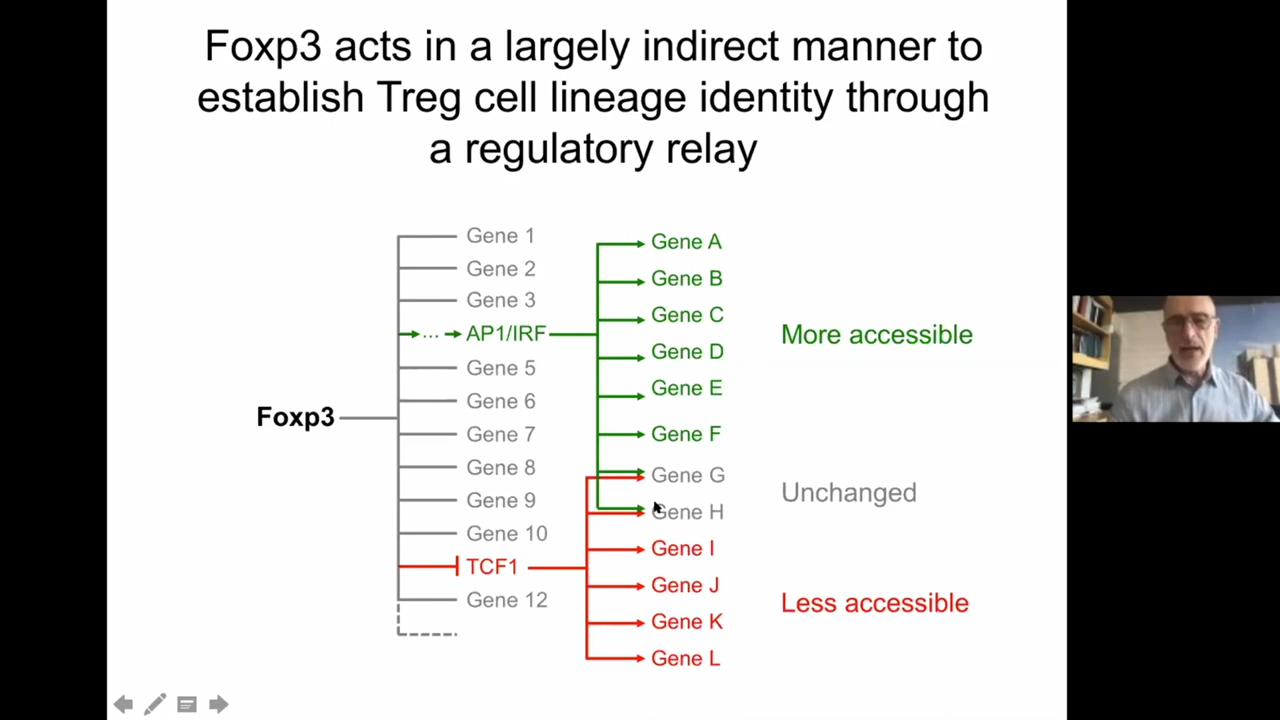 Foxp3 acts in a largely indirect manner to
establish Treg cell lineage identity through
a regulatory relay
Foxp3
Gene 1
Gene 2
Gene 3
... AP1/IRF
Gene 5
Gene 6
Gene 7
Gene 8
Gene 9
Gene 10
TCF1
Gene 12
Gene A
Gene B
Gene C
Gene D
Gene E
Gene F
Gene G
Gene H
Gene I
Gene J
Gene K
Gene L
More accessible
Unchanged
Less accessible